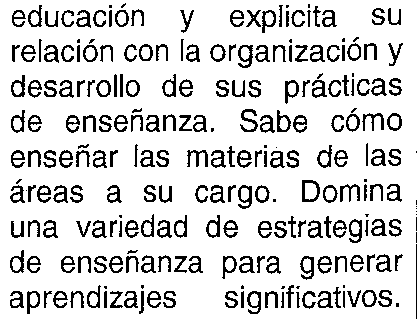 educación y explicita su
relación con la organización y
desarrollo de sus prácticas
de enseñanza. Sabe cómo
enseñar las materias de las
áreas a su cargo. Domina
una variedad de estrategias
de enseñanza para generar
aprendizajes significativos.